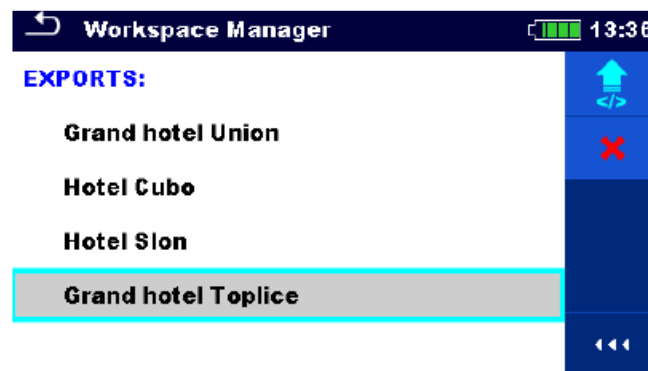 Workspace Manager 13:36
EXPORTS:
</>
Grand hotel Union
Hotel Cubo
Hotel Slon
Grand hotel Toplice